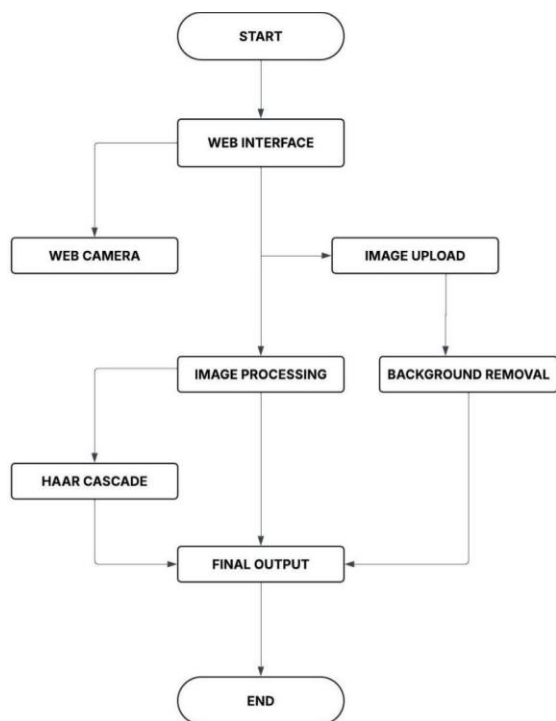 START
WEB INTERFACE
WEB CAMERA
IMAGE UPLOAD
IMAGE PROCESSING
BACKGROUND REMOVAL
HAAR CASCADE
FINAL OUTPUT
END